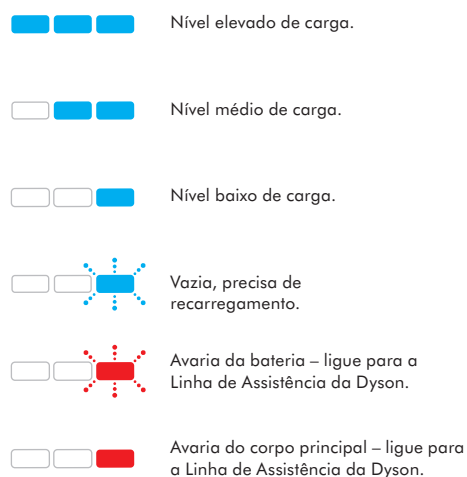 Nível elevado de carga.
Nível médio de carga.
Nível baixo de carga.
Vazia, precisa de
recarregamento.
Avaria da bateria – ligue para a
Linha de Assistência da Dyson.
Avaria do corpo principal – ligue para
a Linha de Assistência da Dyson.